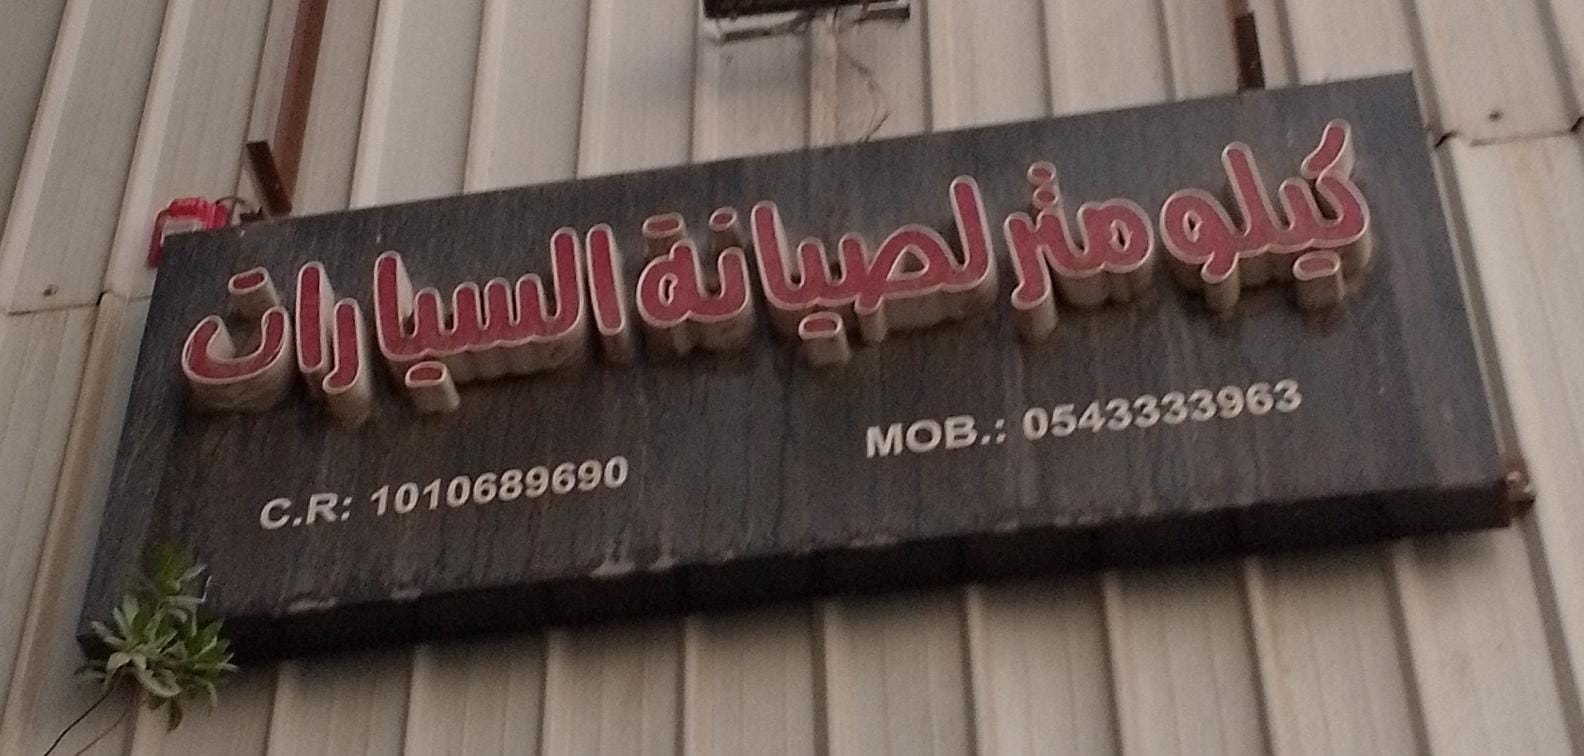 كيلو متر لصيانة السيارات
MOB.: 0543333963
C.R: 1010689690